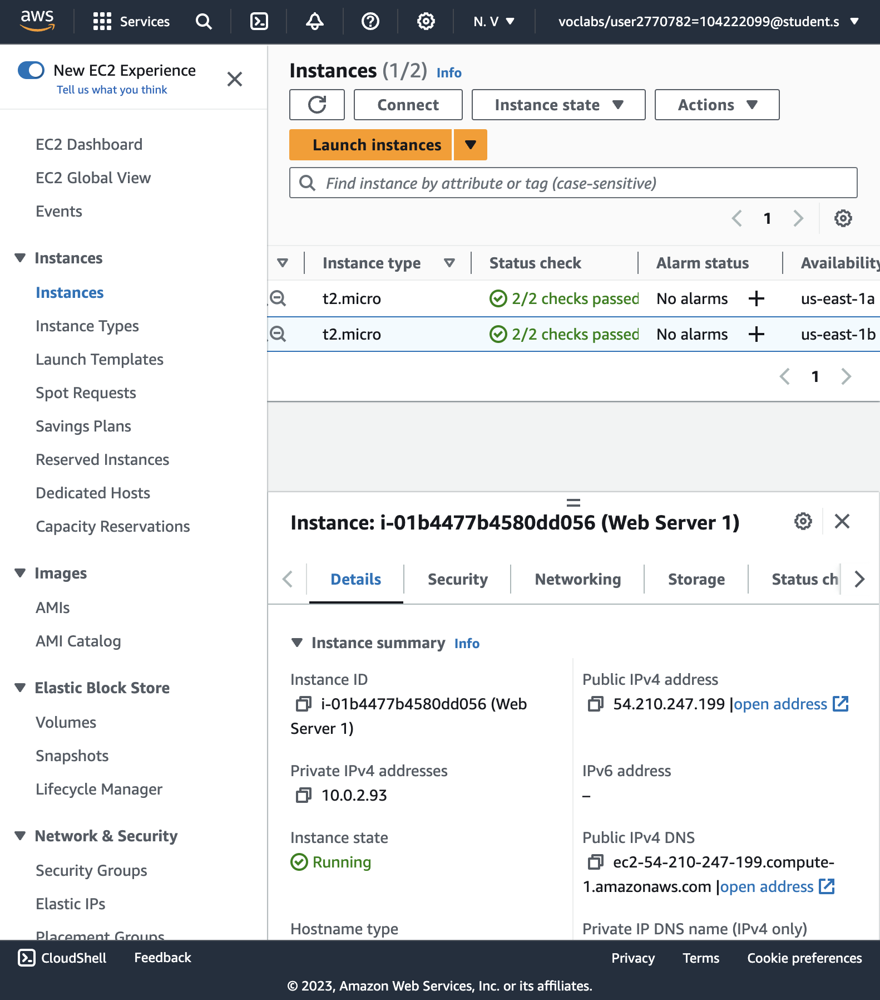 aws
Services
N. V
voclabs/user2770782=104222099@student.s
New EC2 Experience
Tell us what you think
EC2 Dashboard
EC2 Global View
Events
Instances
Instances
Instance Types
Launch Templates
Spot Requests
Savings Plans
Reserved Instances
Dedicated Hosts
Capacity Reservations
Images
AMIs
AMI Catalog
Elastic Block Store
Volumes
Snapshots
Lifecycle Manager
Network & Security
Security Groups
Elastic IPs
Placement Groups
Instances (1/2) Info
Connect
Instance state
Actions
Launch instances
Find instance by attribute or tag (case-sensitive)
1
Instance type Status check Alarm status Availability
t2.micro 2/2 checks passed No alarms + us-east-1a
t2.micro 2/2 checks passed No alarms + us-east-1b
1
Instance: i-01b4477b4580dd056 (Web Server 1)
Details Security Networking Storage Status ch
Instance summary Info
Instance ID
i-01b4477b4580dd056 (Web
Server 1)
Public IPv4 address
54.210.247.199 |open address
Private IPv4 addresses
10.0.2.93
IPv6 address
–
Instance state
Running
Public IPv4 DNS
ec2-54-210-247-199.compute-
1.amazonaws.com |open address
Hostname type
Private IP DNS name (IPv4 only)
CloudShell Feedback Privacy Terms Cookie preferences
© 2023, Amazon Web Services, Inc. or its affiliates.